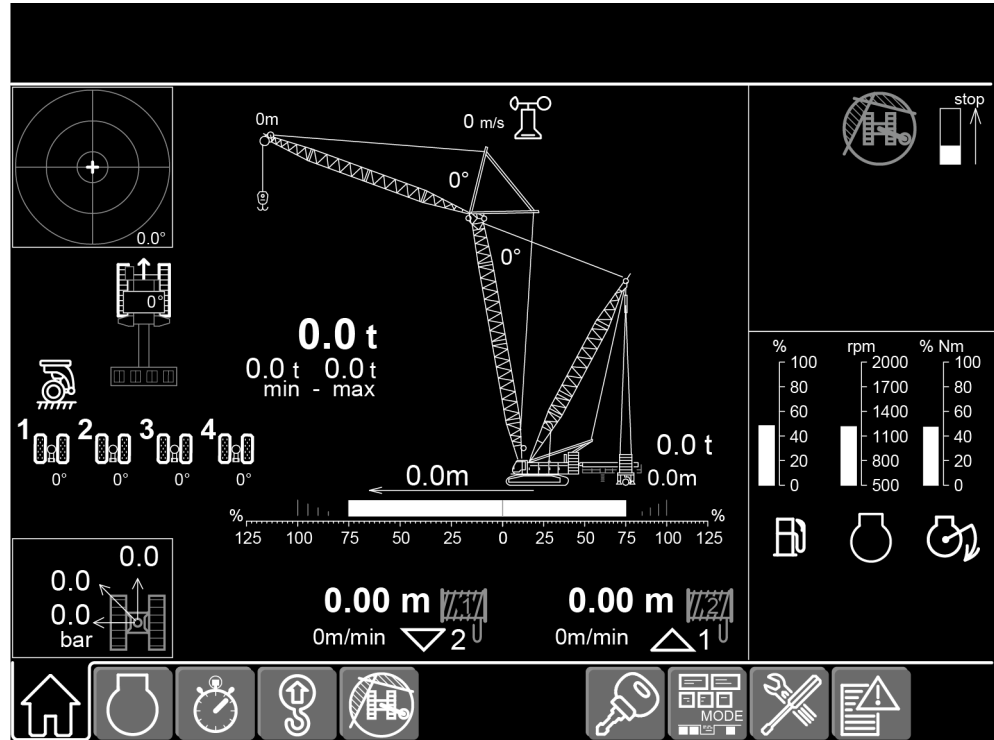 stop
0m
0 m/s
0°
0.0°
0°
0°
0.0 t
0.0 t 0.0 t
min - max
% rpm % Nm
100 2000 100
80 1700 80
60 1400 60
40 1100 40
20 800 20
0 500 0
1 2 3 4
0° 0° 0° 0°
0.0 t
0.0m 0.0m
% %
125 100 75 50 25 0 25 50 75 100 125
0.0
0.0
0.0
bar
0.00 m 1 0.00 m 2
0m/min 2 0m/min 1
MODE